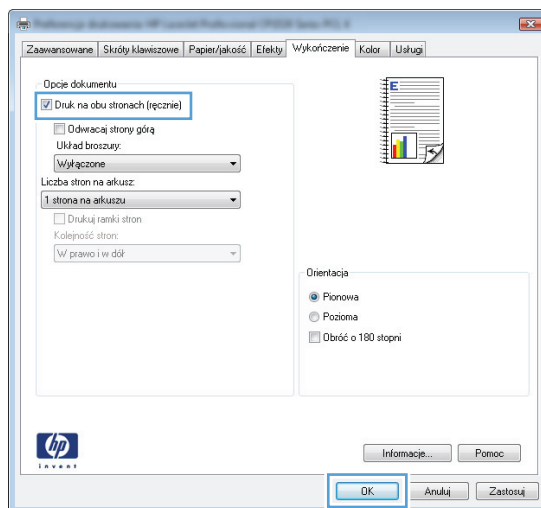 Zaawansowane Skróty klawiszowe Papier/jakość Efekty Wykończenie Kolor Usługi
Opcje dokumentu
Druk na obu stronach (ręcznie)
Odwracaj strony górą
Układ broszury:
Wyłączone
Liczba stron na arkusz:
1 strona na arkuszu
Drukuj ramki stron
Kolejność stron:
W prawo i w dół
E
Orientacja
Pionowa
Pozioma
Obróć o 180 stopni
hp
invent
Informacje... Pomoc
OK Anuluj Zastosuj